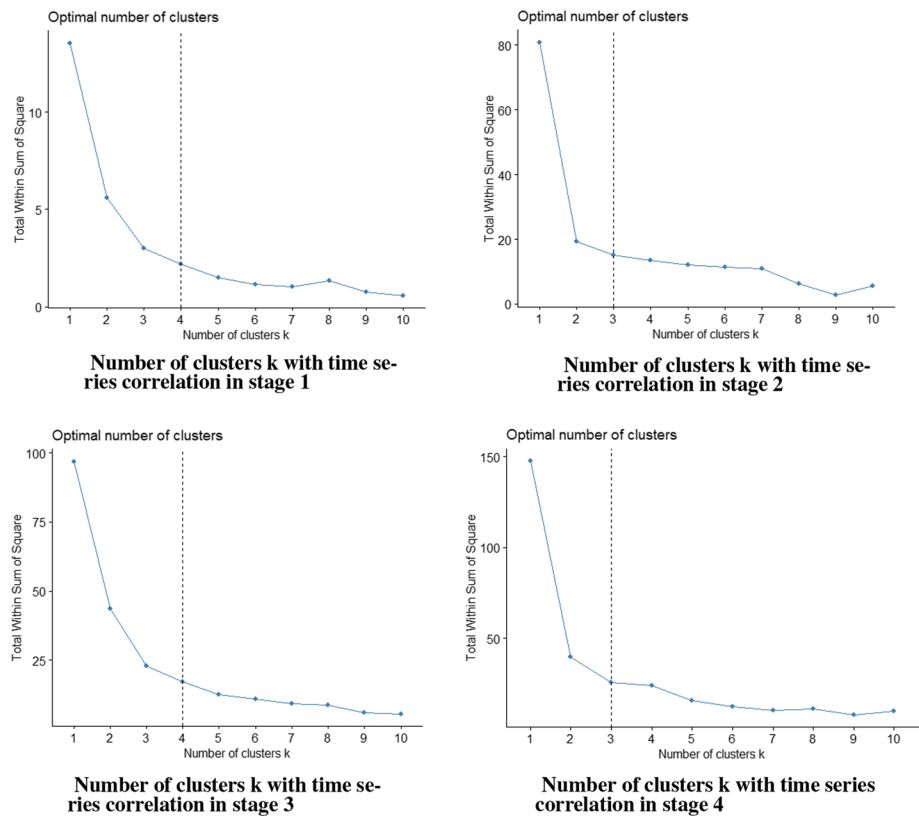 Optimal number of clusters
Total Within Sum of Square
10
5
0
1 2 3 4 5 6 7 8 9 10
Number of clusters k
Number of clusters k with time se-
ries correlation in stage 1
Optimal number of clusters
Total Within Sum of Square
80
60
40
20
0
1 2 3 4 5 6 7 8 9 10
Number of clusters k
Number of clusters k with time se-
ries correlation in stage 2
Optimal number of clusters
Total Within Sum of Square
100
75
50
25
1 2 3 4 5 6 7 8 9 10
Number of clusters k
Number of clusters k with time se-
ries correlation in stage 3
Optimal number of clusters
Total Within Sum of Square
150
100
50
1 2 3 4 5 6 7 8 9 10
Number of clusters k
Number of clusters k with time series
correlation in stage 4